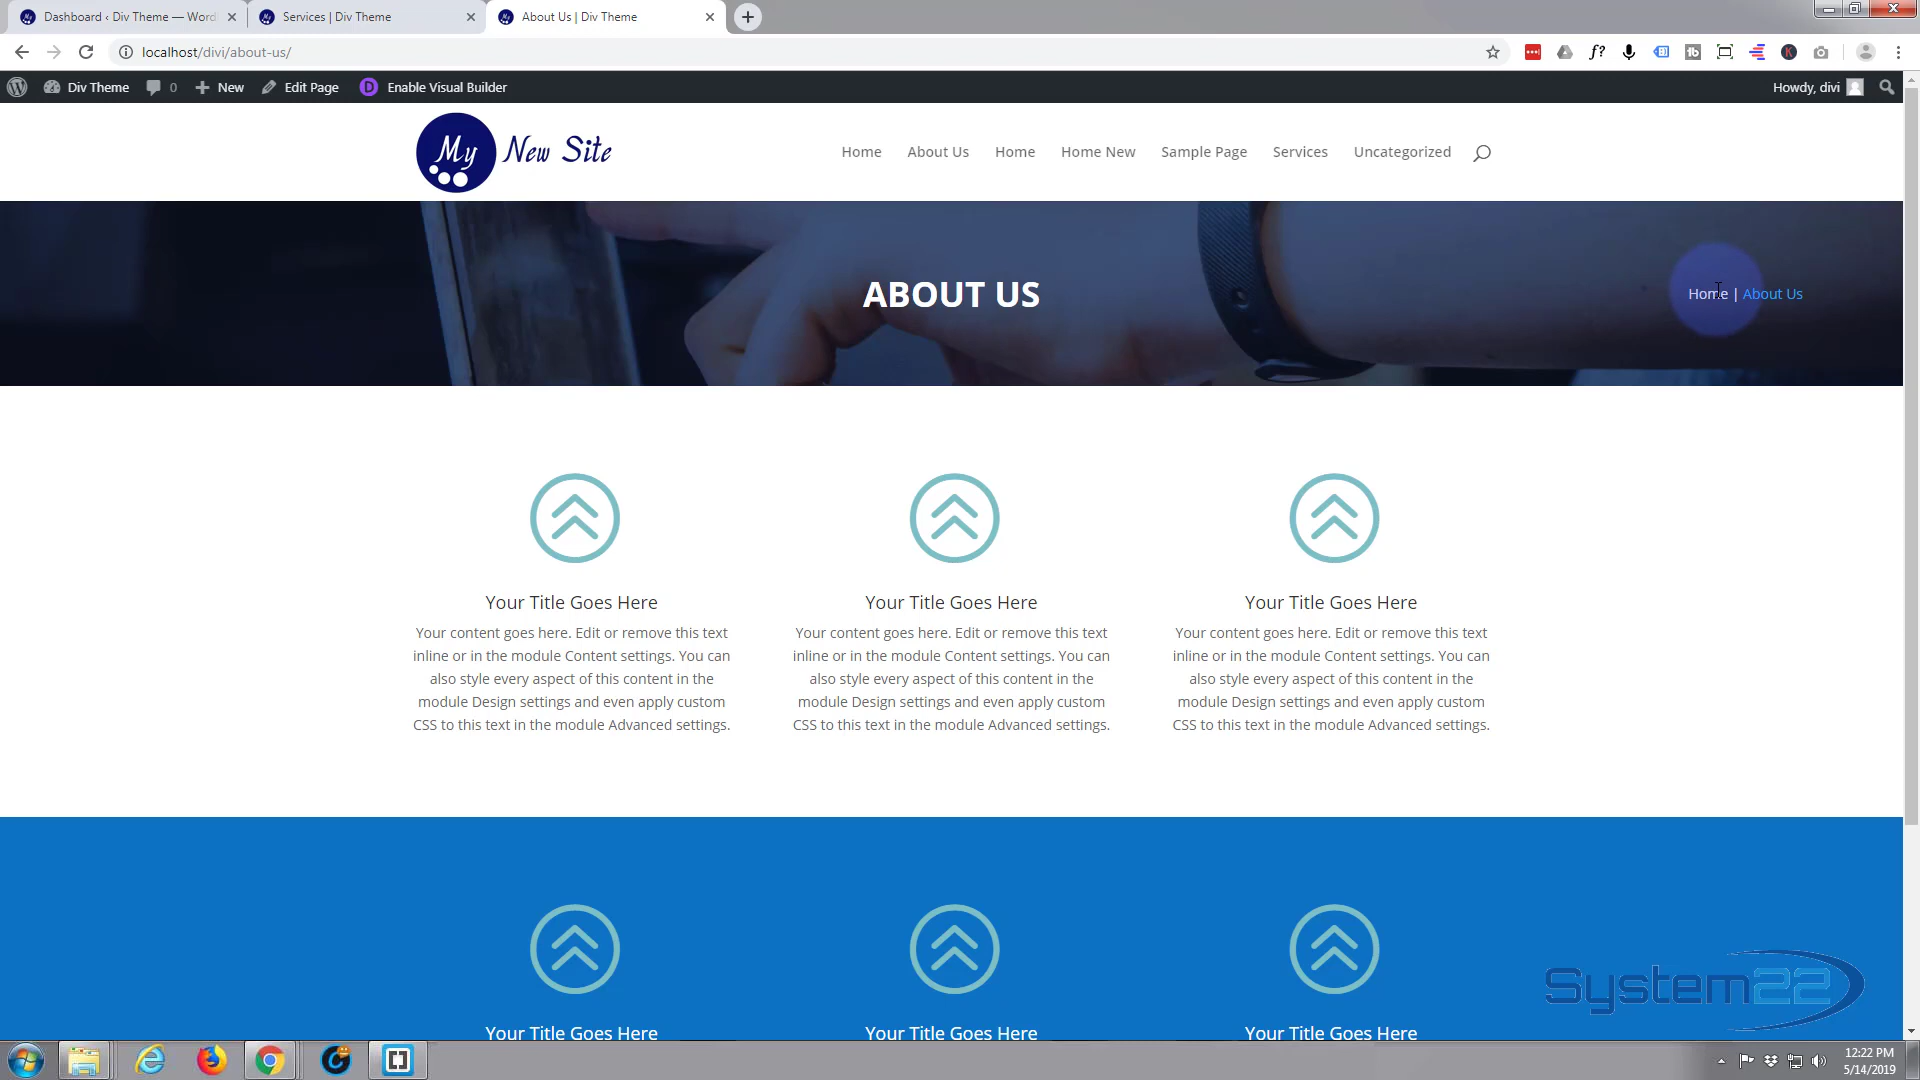 Dashboard ‹ Div Theme — Word
Services | Div Theme
About Us | Div Theme
localhost/divi/about-us/
Div Theme
0
New
Edit Page
D
Enable Visual Builder
Howdy, divi
My New Site
Home
About Us
Home
Home New
Sample Page
Services
Uncategorized
ABOUT US
Home | About Us
Your Title Goes Here
Your content goes here. Edit or remove this text
inline or in the module Content settings. You can
also style every aspect of this content in the
module Design settings and even apply custom
CSS to this text in the module Advanced settings.
Your Title Goes Here
Your content goes here. Edit or remove this text
inline or in the module Content settings. You can
also style every aspect of this content in the
module Design settings and even apply custom
CSS to this text in the module Advanced settings.
Your Title Goes Here
Your content goes here. Edit or remove this text
inline or in the module Content settings. You can
also style every aspect of this content in the
module Design settings and even apply custom
CSS to this text in the module Advanced settings.
Your Title Goes Here
Your Title Goes Here
Your Title Goes Here
System22
12:22 PM
5/14/2019